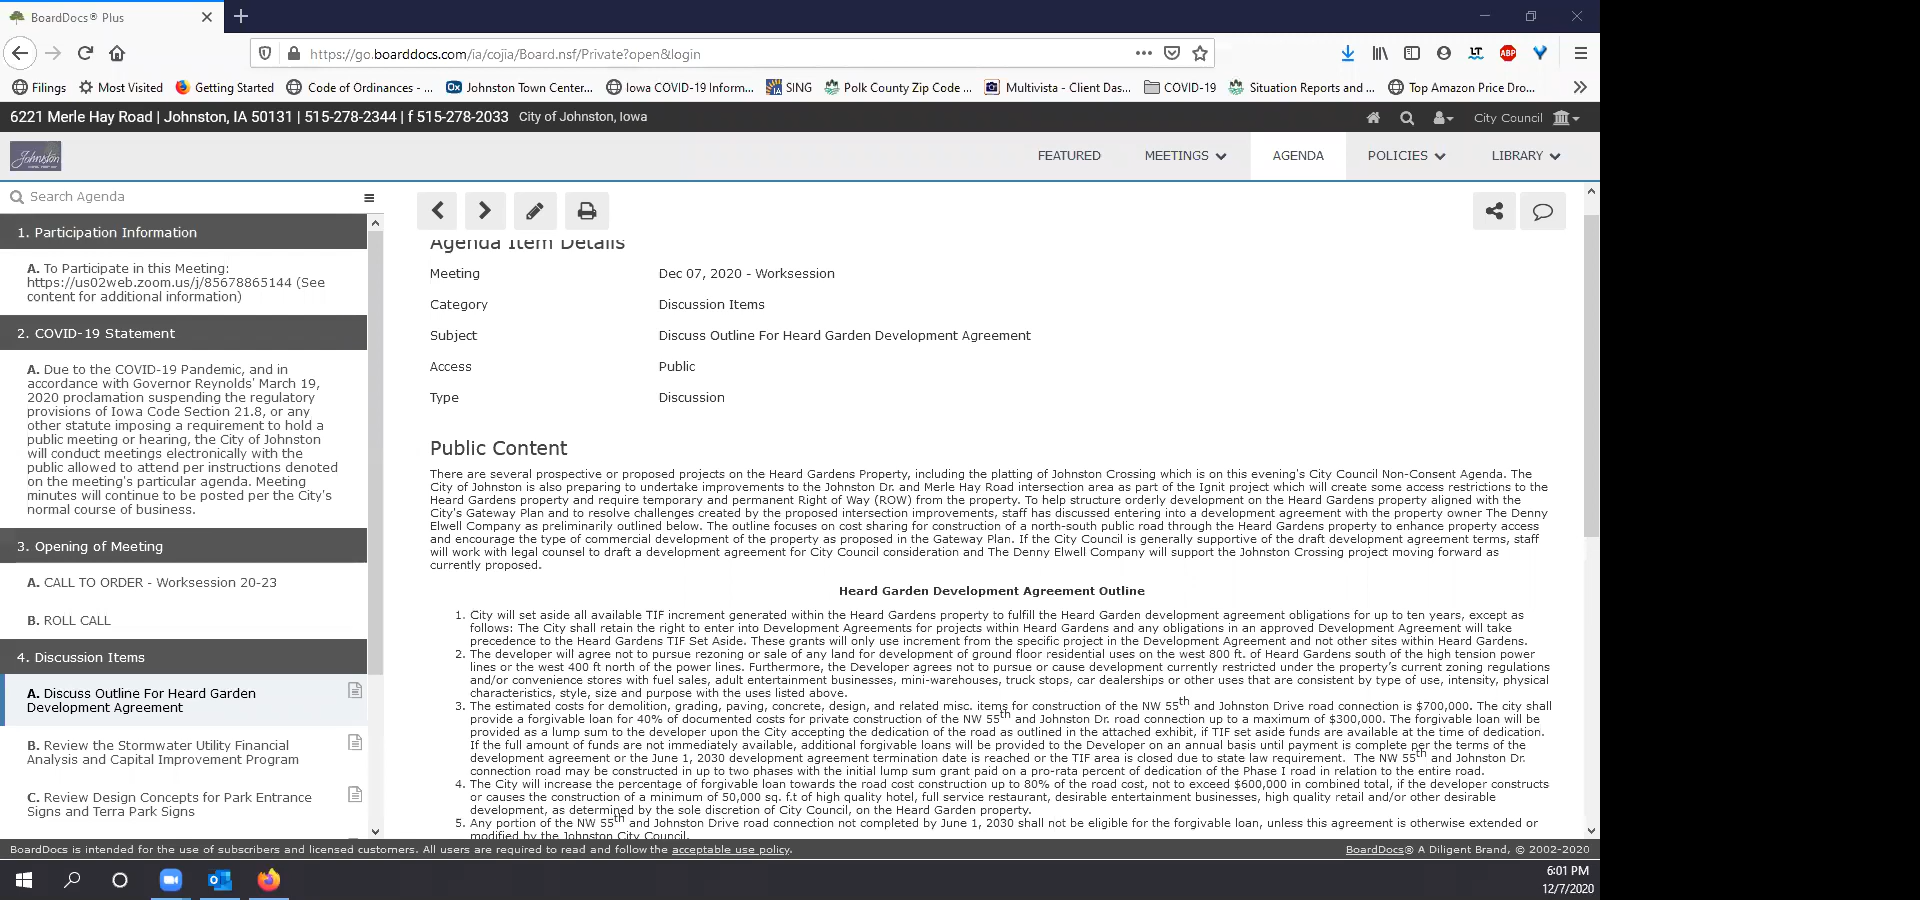 BoardDocs® Plus
https://go.boarddocs.com/ia/cojia/Board.nsf/Private?open&login
Filings
Most Visited
Getting Started
Code of Ordinances - ...
Johnston Town Center...
Iowa COVID-19 Inform...
SING
Polk County Zip Code ...
Multivista - Client Das...
COVID-19
Situation Reports and ...
Top Amazon Price Dro...
6221 Merle Hay Road | Johnston, IA 50131 | 515-278-2344 | f 515-278-2033 City of Johnston, Iowa
City Council
Johnston
FEATURED
MEETINGS
AGENDA
POLICIES
LIBRARY
Search Agenda
1. Participation Information
A. To Participate in this Meeting:
https://us02web.zoom.us/j/85678865144 (See
content for additional information)
2. COVID-19 Statement
A. Due to the COVID-19 Pandemic, and in
accordance with Governor Reynolds' March 19,
2020 proclamation suspending the regulatory
provisions of Iowa Code Section 21.8, or any
other statute imposing a requirement to hold a
public meeting or hearing, the City of Johnston
will conduct meetings electronically with the
public allowed to attend per instructions denoted
on the meeting's particular agenda. Meeting
minutes will continue to be posted per the City's
normal course of business.
3. Opening of Meeting
A. CALL TO ORDER - Worksession 20-23
B. ROLL CALL
4. Discussion Items
A. Discuss Outline For Heard Garden
Development Agreement
B. Review the Stormwater Utility Financial
Analysis and Capital Improvement Program
C. Review Design Concepts for Park Entrance
Signs and Terra Park Signs
Agenda Item Details
Meeting Dec 07, 2020 - Worksession
Category Discussion Items
Subject Discuss Outline For Heard Garden Development Agreement
Access Public
Type Discussion
Public Content
There are several prospective or proposed projects on the Heard Gardens Property, including the platting of Johnston Crossing which is on this evening's City Council Non-Consent Agenda. The
City of Johnston is also preparing to undertake improvements to the Johnston Dr. and Merle Hay Road intersection area as part of the Ignit project which will create some access restrictions to the
Heard Gardens property and require temporary and permanent Right of Way (ROW) from the property. To help structure orderly development on the Heard Gardens property aligned with the
City's Gateway Plan and to resolve challenges created by the proposed intersection improvements, staff has discussed entering into a development agreement with the property owner The Denny
Elwell Company as preliminarily outlined below. The outline focuses on cost sharing for construction of a north-south public road through the Heard Gardens property to enhance property access
and encourage the type of commercial development of the property as proposed in the Gateway Plan. If the City Council is generally supportive of the draft development agreement terms, staff
will work with legal counsel to draft a development agreement for City Council consideration and The Denny Elwell Company will support the Johnston Crossing project moving forward as
currently proposed.
Heard Garden Development Agreement Outline
1. City will set aside all available TIF increment generated within the Heard Gardens property to fulfill the Heard Garden development agreement obligations for up to ten years, except as
follows: The City shall retain the right to enter into Development Agreements for projects within Heard Gardens and any obligations in an approved Development Agreement will take
precedence to the Heard Gardens TIF Set Aside. These grants will only use increment from the specific project in the Development Agreement and not other sites within Heard Gardens.
2. The developer will agree not to pursue rezoning or sale of any land for development of ground floor residential uses on the west 800 ft. of Heard Gardens south of the high tension power
lines or the west 400 ft north of the power lines. Furthermore, the Developer agrees not to pursue or cause development currently restricted under the property's current zoning regulations
and/or convenience stores with fuel sales, adult entertainment businesses, mini-warehouses, truck stops, car dealerships or other uses that are consistent by type of use, intensity, physical
characteristics, style, size and purpose with the uses listed above.
3. The estimated costs for demolition, grading, paving, concrete, design, and related misc. items for construction of the NW 55th and Johnston Drive road connection is $700,000. The city shall
provide a forgivable loan for 40% of documented costs for private construction of the NW 55th and Johnston Dr. road connection up to a maximum of $300,000. The forgivable loan will be
provided as a lump sum to the developer upon the City accepting the dedication of the road as outlined in the attached exhibit, if TIF set aside funds are available at the time of dedication.
If the full amount of funds are not immediately available, additional forgivable loans will be provided to the Developer on an annual basis until payment is complete per the terms of the
development agreement or the June 1, 2030 development agreement termination date is reached or the TIF area is closed due to state law requirement. The NW 55th and Johnston Dr.
connection road may be constructed in up to two phases with the initial lump sum grant paid on a pro-rata percent of dedication of the Phase I road in relation to the entire road.
4. The City will increase the percentage of forgivable loan towards the road cost construction up to 80% of the road cost, not to exceed $600,000 in combined total, if the developer constructs
or causes the construction of a minimum of 50,000 sq. f.t of high quality hotel, full service restaurant, desirable entertainment businesses, high quality retail and/or other desirable
development, as determined by the sole discretion of City Council, on the Heard Garden property.
5. Any portion of the NW 55th and Johnston Drive road connection not completed by June 1, 2030 shall not be eligible for the forgivable loan, unless this agreement is otherwise extended or
modified by the Johnston City Council.
BoardDocs is intended for the use of subscribers and licensed customers. All users are required to read and follow the acceptable use policy.
BoardDocs® A Diligent Brand, © 2002-2020
6:01 PM
12/7/2020